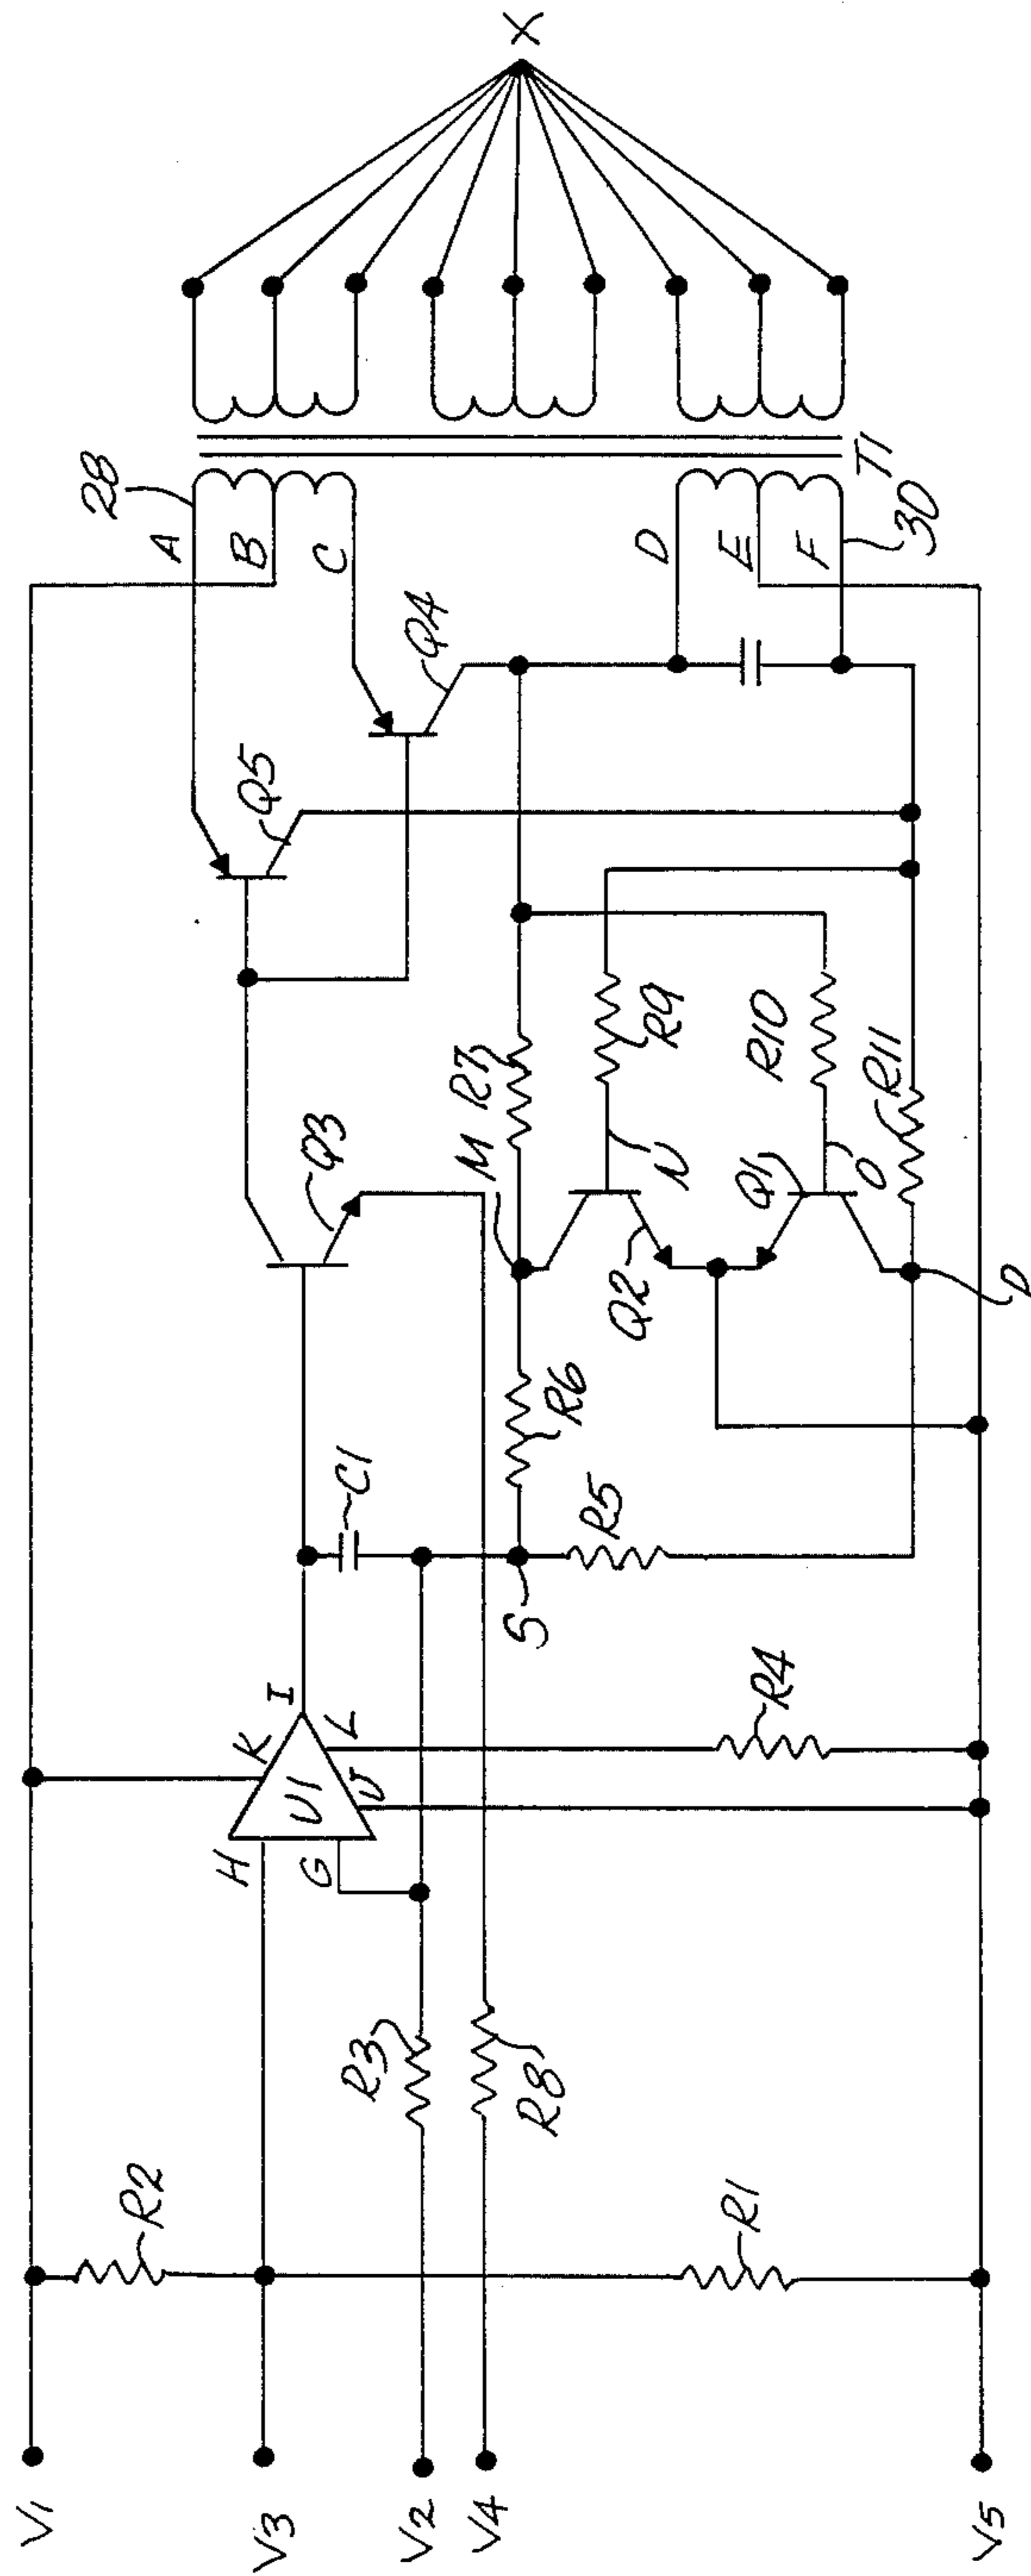 V1
V3
V2
V4
V5
R2
R1
R3
R8
H
G
K
U1
J
I
L
R4
C1
S
R5
R6
M
R7
Q3
Q2
N
R9
Q1
O
R10
R11
P
Q5
Q4
28
A
B
C
D
E
F
30
T1
X